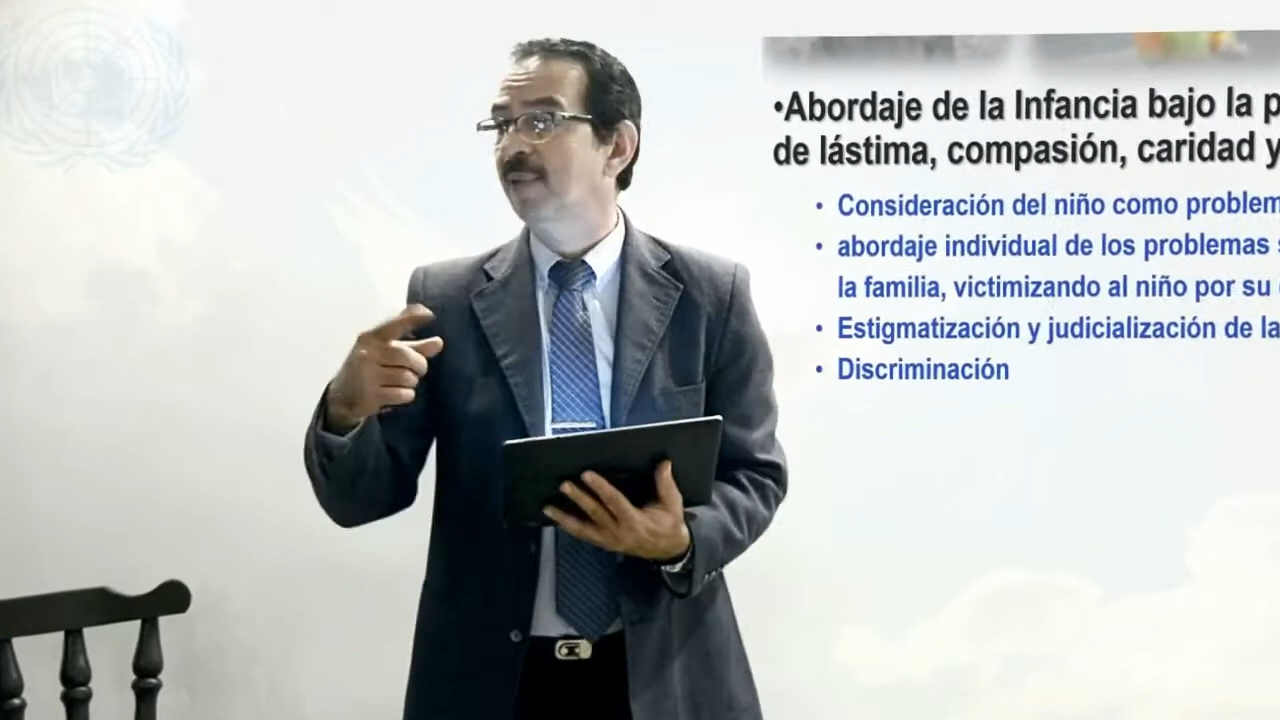 •Abordaje de la Infancia bajo la
de lástima, compasión, caridad y
• Consideración del niño como
• abordaje individual de los problemas
la familia, victimizando al niño por su
• Estigmatización y judicialización de la
• Discriminación